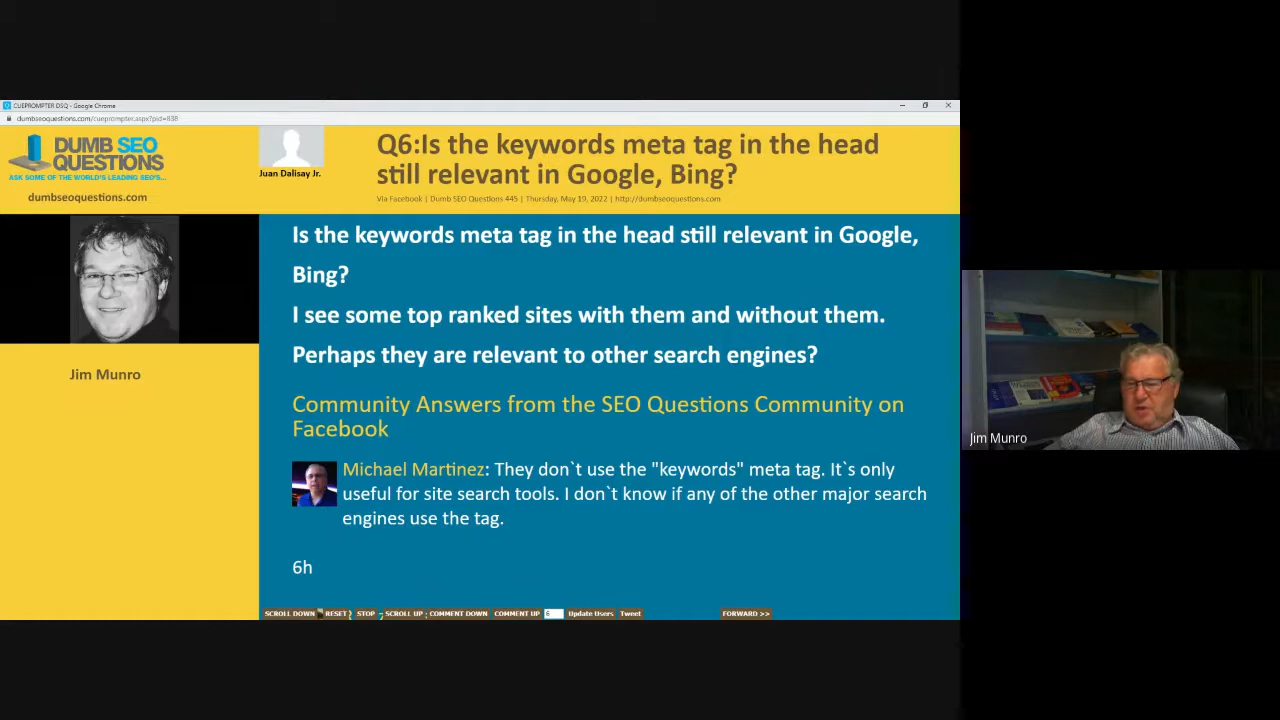 CUEPROMPTER DSQ - Google Chrome
dumbseoquestions.com/cueprompter.aspx?pid=838
DUMB SEO
QUESTIONS
ASK SOME OF THE WORLD'S LEADING SEO'S...
dumbseoquestions.com
Juan Dalisay Jr.
Q6:Is the keywords meta tag in the head
still relevant in Google, Bing?
Via Facebook | Dumb SEO Questions 445 | Thursday, May 19, 2022 | http://dumbseoquestions.com
Jim Munro
Is the keywords meta tag in the head still relevant in Google,
Bing?
I see some top ranked sites with them and without them.
Perhaps they are relevant to other search engines?
Community Answers from the SEO Questions Community on
Facebook
Michael Martinez: They don`t use the "keywords" meta tag. It`s only
useful for site search tools. I don`t know if any of the other major search
engines use the tag.
6h
SCROLL DOWN RESET STOP SCROLL UP COMMENT DOWN COMMENT UP 6 Update Users Tweet FORWARD >>
Jim Munro